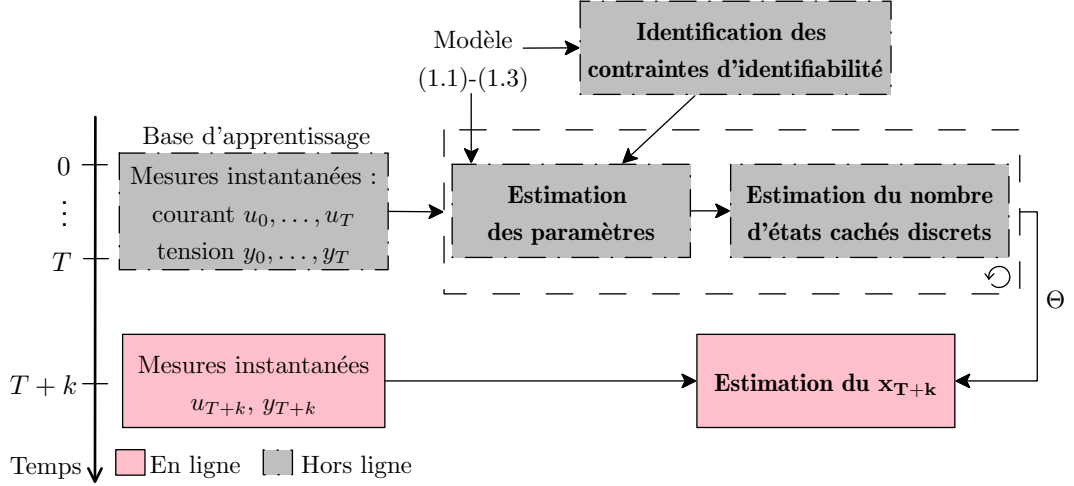 Modèle
(1.1)-(1.3)
Identification des
contraintes d'identifiabilité
Base d'apprentissage
0
⋮
T
Mesures instantanées :
courant u_0, . . . , u_T
tension y_0, . . . , y_T
Estimation
des paramètres
Estimation du nombre
d'états cachés discrets
↻
Θ
T + k
Mesures instantanées
u_{T+k}, y_{T+k}
Estimation du x_{T+k}
Temps
En ligne
Hors ligne